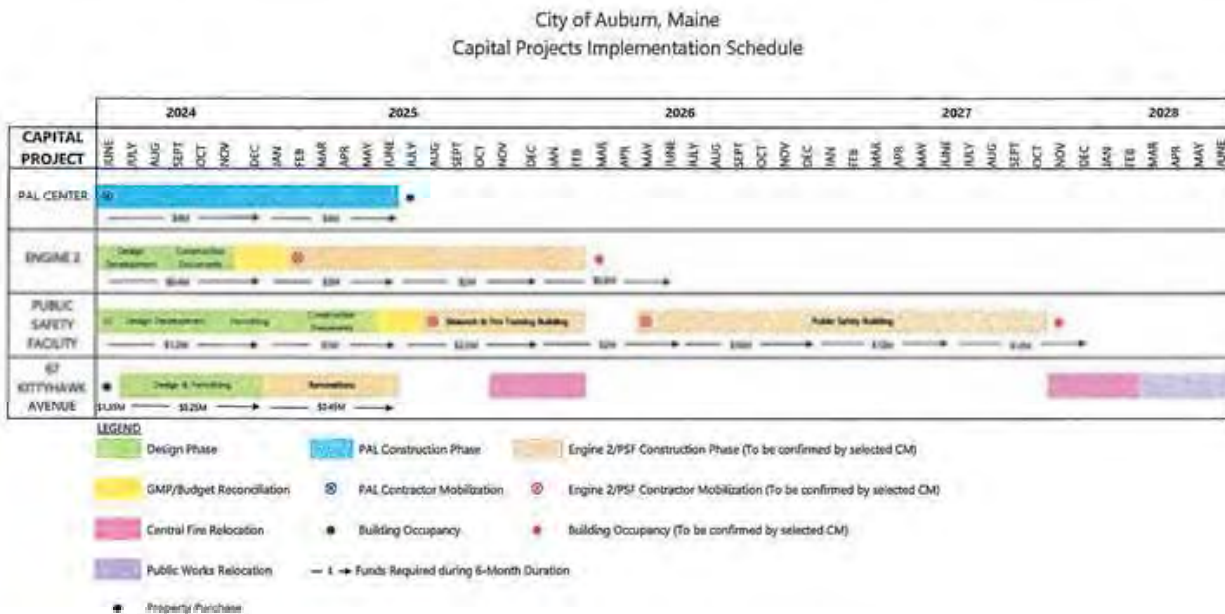 City of Auburn, Maine
Capital Projects Implementation Schedule
2024 2025 2026 2027 2028
CAPITAL PROJECT
JUNE JULY AUG SEPT OCT NOV DEC JAN FEB MAR APR MAY JUNE JULY AUG SEPT OCT NOV DEC JAN FEB MAR APR MAY JUNE JULY AUG SEPT OCT NOV DEC JAN FEB MAR APR MAY JUNE JULY AUG SEPT OCT NOV DEC JAN FEB MAR APR MAY JUNE
PAL CENTER
ENGINE 2
Design Development
Construction Documents
PUBLIC
SAFETY
FACILITY
Design Development
Permitting
Construction Documents
Fire Training Building
Public Safety Building
67
KITTYHAWK
AVENUE
Design & Permitting
Renovations
$.525M
LEGEND
Design Phase
PAL Construction Phase
Engine 2/PSF Construction Phase (To be confirmed by selected CM)
GMP/Budget Reconciliation
PAL Contractor Mobilization
Engine 2/PSF Contractor Mobilization (To be confirmed by selected CM)
Central Fire Relocation
Building Occupancy
Building Occupancy (To be confirmed by selected CM)
Public Works Relocation
— $ → Funds Required during 6-Month Duration
Property Purchase